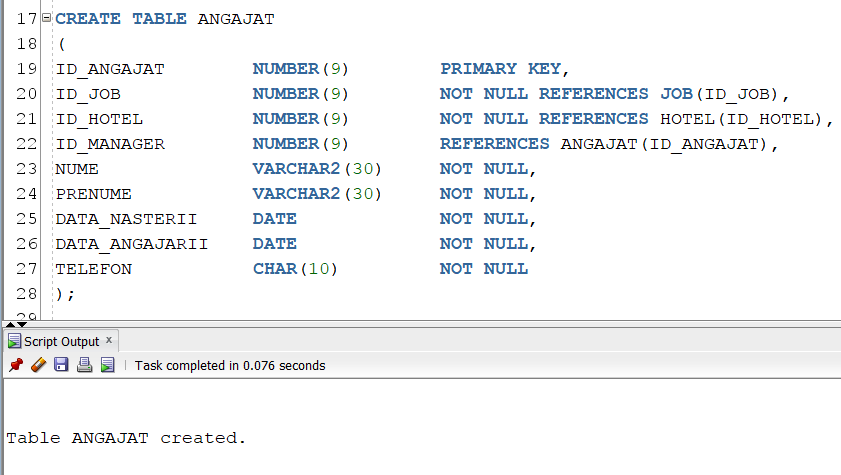 17 CREATE TABLE ANGAJAT
18 (
19 ID_ANGAJAT NUMBER(9) PRIMARY KEY,
20 ID_JOB NUMBER(9) NOT NULL REFERENCES JOB(ID_JOB),
21 ID_HOTEL NUMBER(9) NOT NULL REFERENCES HOTEL(ID_HOTEL),
22 ID_MANAGER NUMBER(9) REFERENCES ANGAJAT(ID_ANGAJAT),
23 NUME VARCHAR2(30) NOT NULL,
24 PRENUME VARCHAR2(30) NOT NULL,
25 DATA_NASTERII DATE NOT NULL,
26 DATA_ANGAJARII DATE NOT NULL,
27 TELEFON CHAR(10) NOT NULL
28 );
29
Script Output x
Task completed in 0.076 seconds
Table ANGAJAT created.